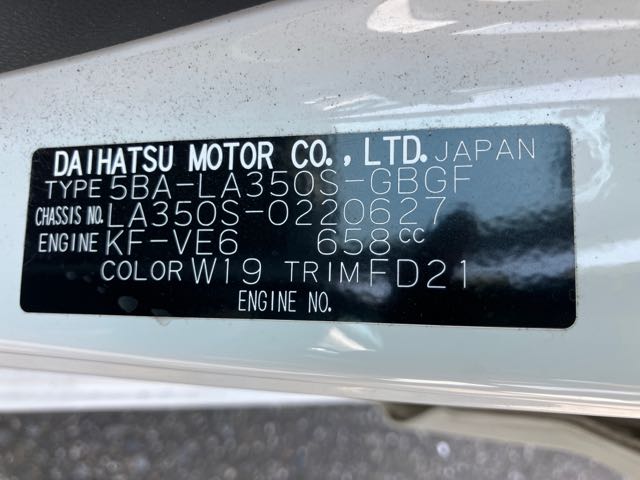 DAIHATSU MOTOR CO., LTD. JAPAN
TYPE 5BA-LA350S-GBGF
CHASSIS NO. LA350S-0220627
ENGINE KF-VE6 658cc
COLOR W19 TRIM FD21
ENGINE NO.